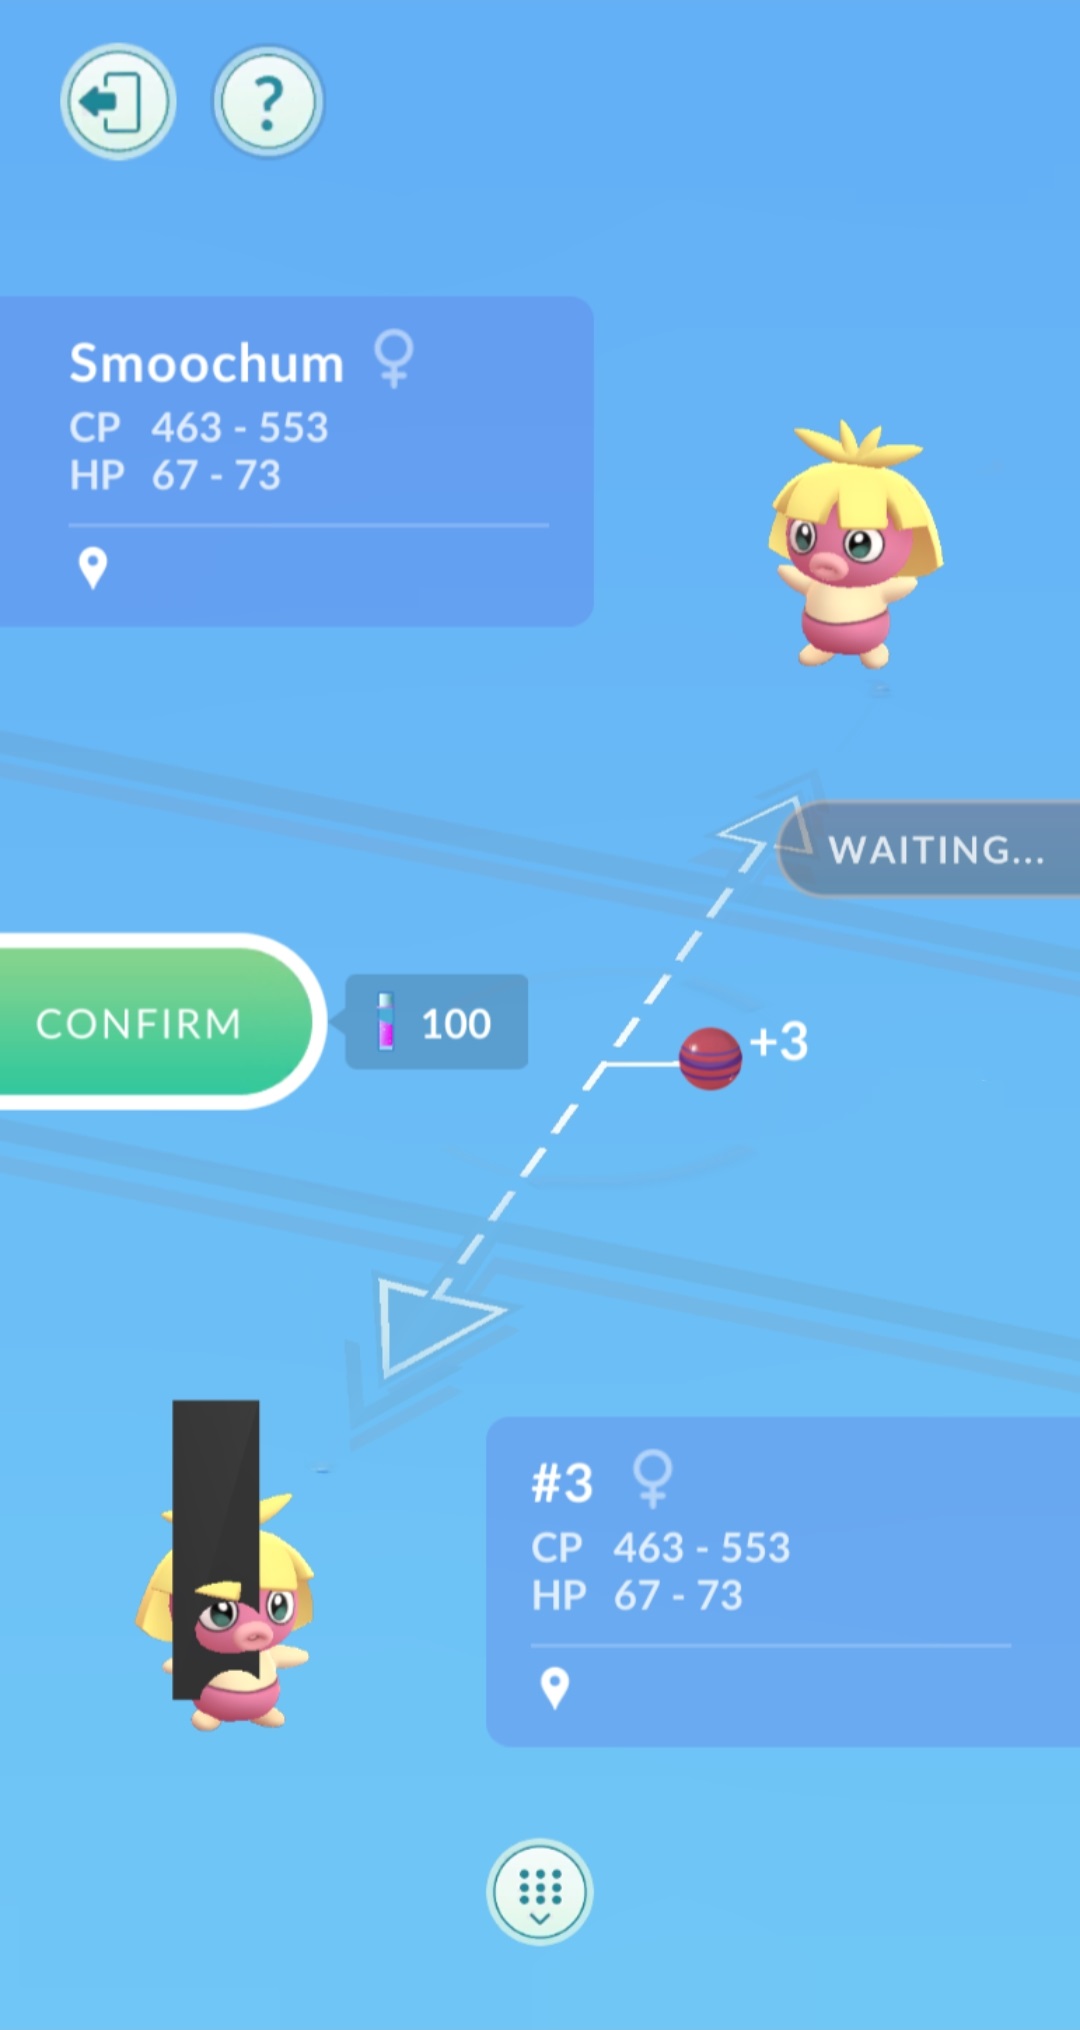 ?
Smoochum ♀
CP 463 - 553
HP 67 - 73
WAITING...
CONFIRM
100
+3
#3 ♀
CP 463 - 553
HP 67 - 73